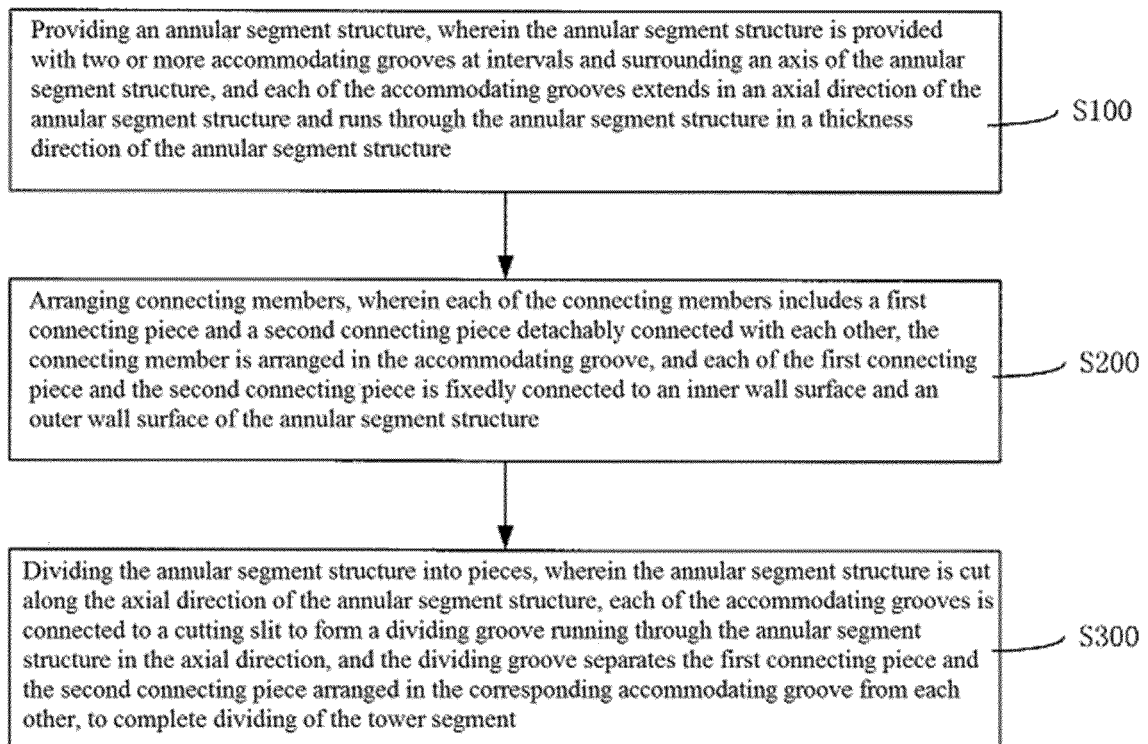 Providing an annular segment structure, wherein the annular segment structure is provided
with two or more accommodating grooves at intervals and surrounding an axis of the annular
segment structure, and each of the accommodating grooves extends in an axial direction of the
annular segment structure and runs through the annular segment structure in a thickness
direction of the annular segment structure
S100
Arranging connecting members, wherein each of the connecting members includes a first
connecting piece and a second connecting piece detachably connected with each other, the
connecting member is arranged in the accommodating groove, and each of the first connecting
piece and the second connecting piece is fixedly connected to an inner wall surface and an
outer wall surface of the annular segment structure
S200
Dividing the annular segment structure into pieces, wherein the annular segment structure is cut
along the axial direction of the annular segment structure, each of the accommodating grooves is
connected to a cutting slit to form a dividing groove running through the annular segment
structure in the axial direction, and the dividing groove separates the first connecting piece and
the second connecting piece arranged in the corresponding accommodating groove from each
other, to complete dividing of the tower segment
S300